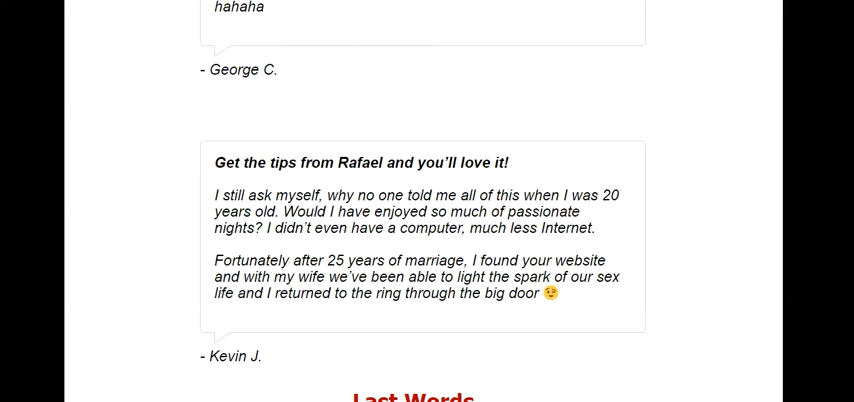 hahaha
- George C.
Get the tips from Rafael and you’ll love it!
I still ask myself, why no one told me all of this when I was 20
years old. Would I have enjoyed so much of passionate
nights? I didn’t even have a computer, much less Internet.
Fortunately after 25 years of marriage, I found your website
and with my wife we’ve been able to light the spark of our sex
life and I returned to the ring through the big door 😉
- Kevin J.
Last Words